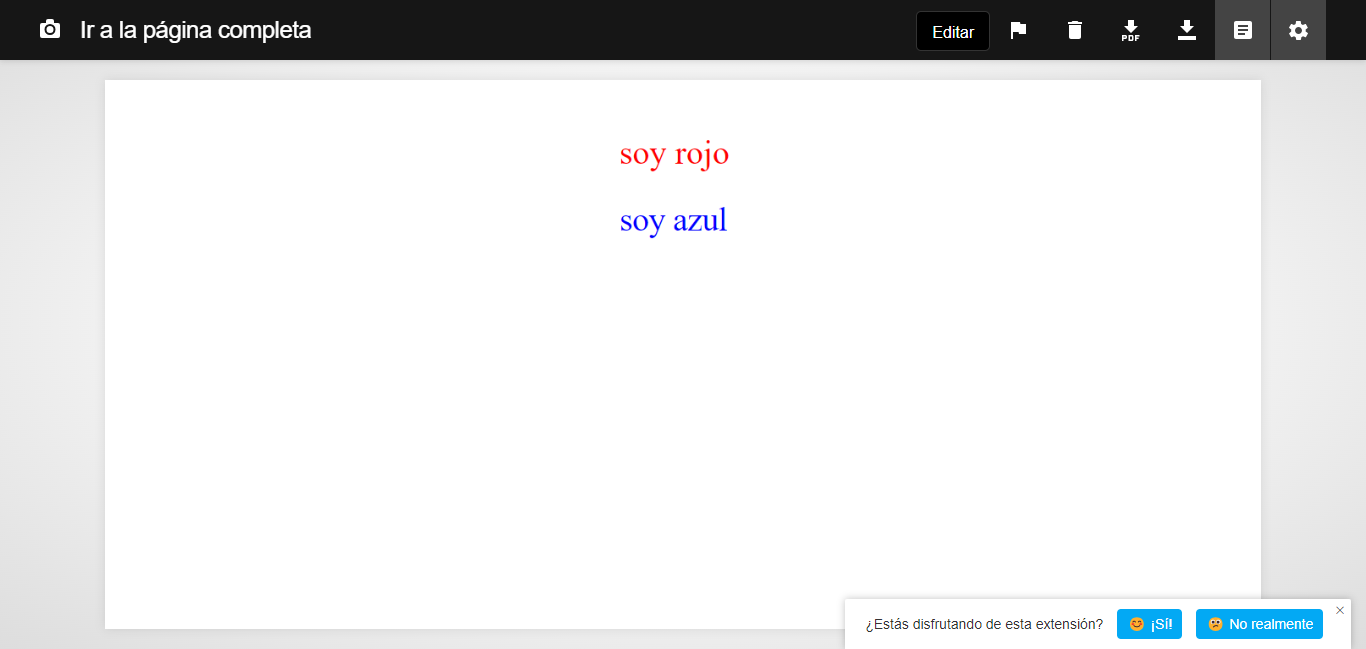 Ir a la página completa
Editar
PDF
soy rojo
soy azul
¿Estás disfrutando de esta extensión?
¡Sí!
No realmente